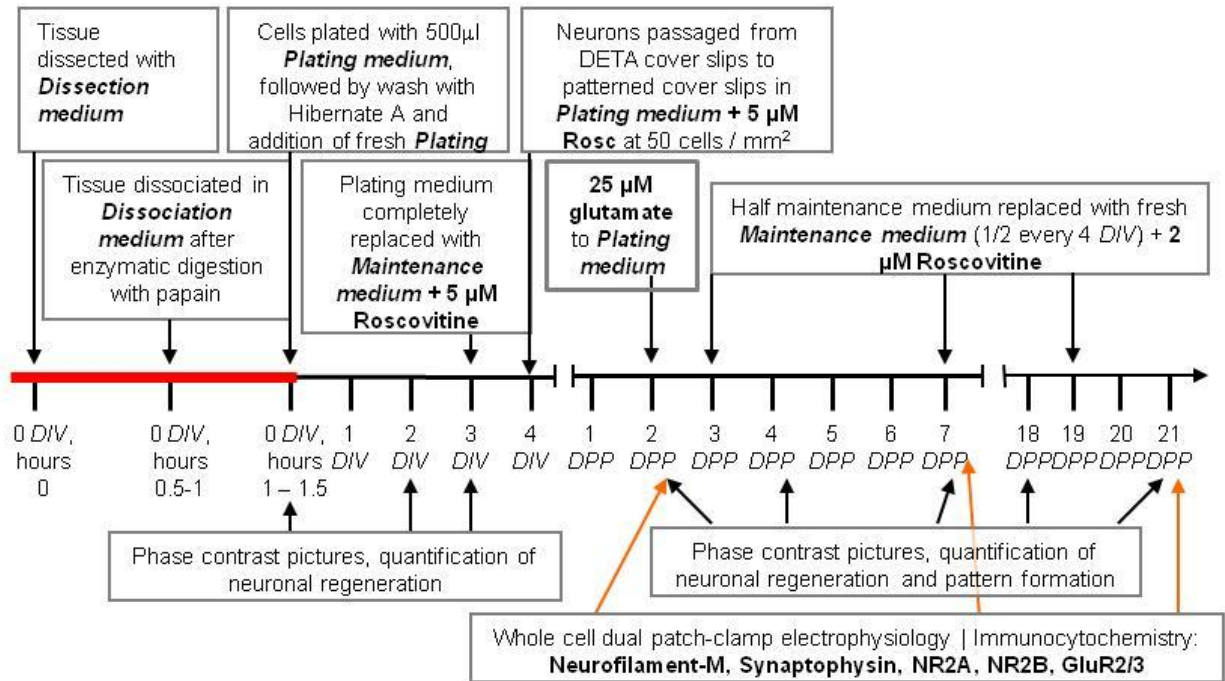 Tissue
dissected with
Dissection
medium
Cells plated with 500µl
Plating medium,
followed by wash with
Hibernate A and
addition of fresh Plating
Neurons passaged from
DETA cover slips to
patterned cover slips in
Plating medium + 5 µM
Rosc at 50 cells / mm²
Tissue dissociated in
Dissociation
medium after
enzymatic digestion
with papain
Plating medium
completely
replaced with
Maintenance
medium + 5 µM
Roscovitine
25 µM
glutamate
to Plating
medium
Half maintenance medium replaced with fresh
Maintenance medium (1/2 every 4 DIV) + 2
µM Roscovitine
0 DIV,
hours
0
0 DIV,
hours
0.5-1
0 DIV,
hours
1 – 1.5
1
DIV
2
DIV
3
DIV
4
DIV
1
DPP
2
DPP
3
DPP
4
DPP
5
DPP
6
DPP
7
DPP
18
DPP
19
DPP
20
DPP
21
DPP
Phase contrast pictures, quantification of
neuronal regeneration
Phase contrast pictures, quantification of
neuronal regeneration and pattern formation
Whole cell dual patch-clamp electrophysiology | Immunocytochemistry:
Neurofilament-M, Synaptophysin, NR2A, NR2B, GluR2/3